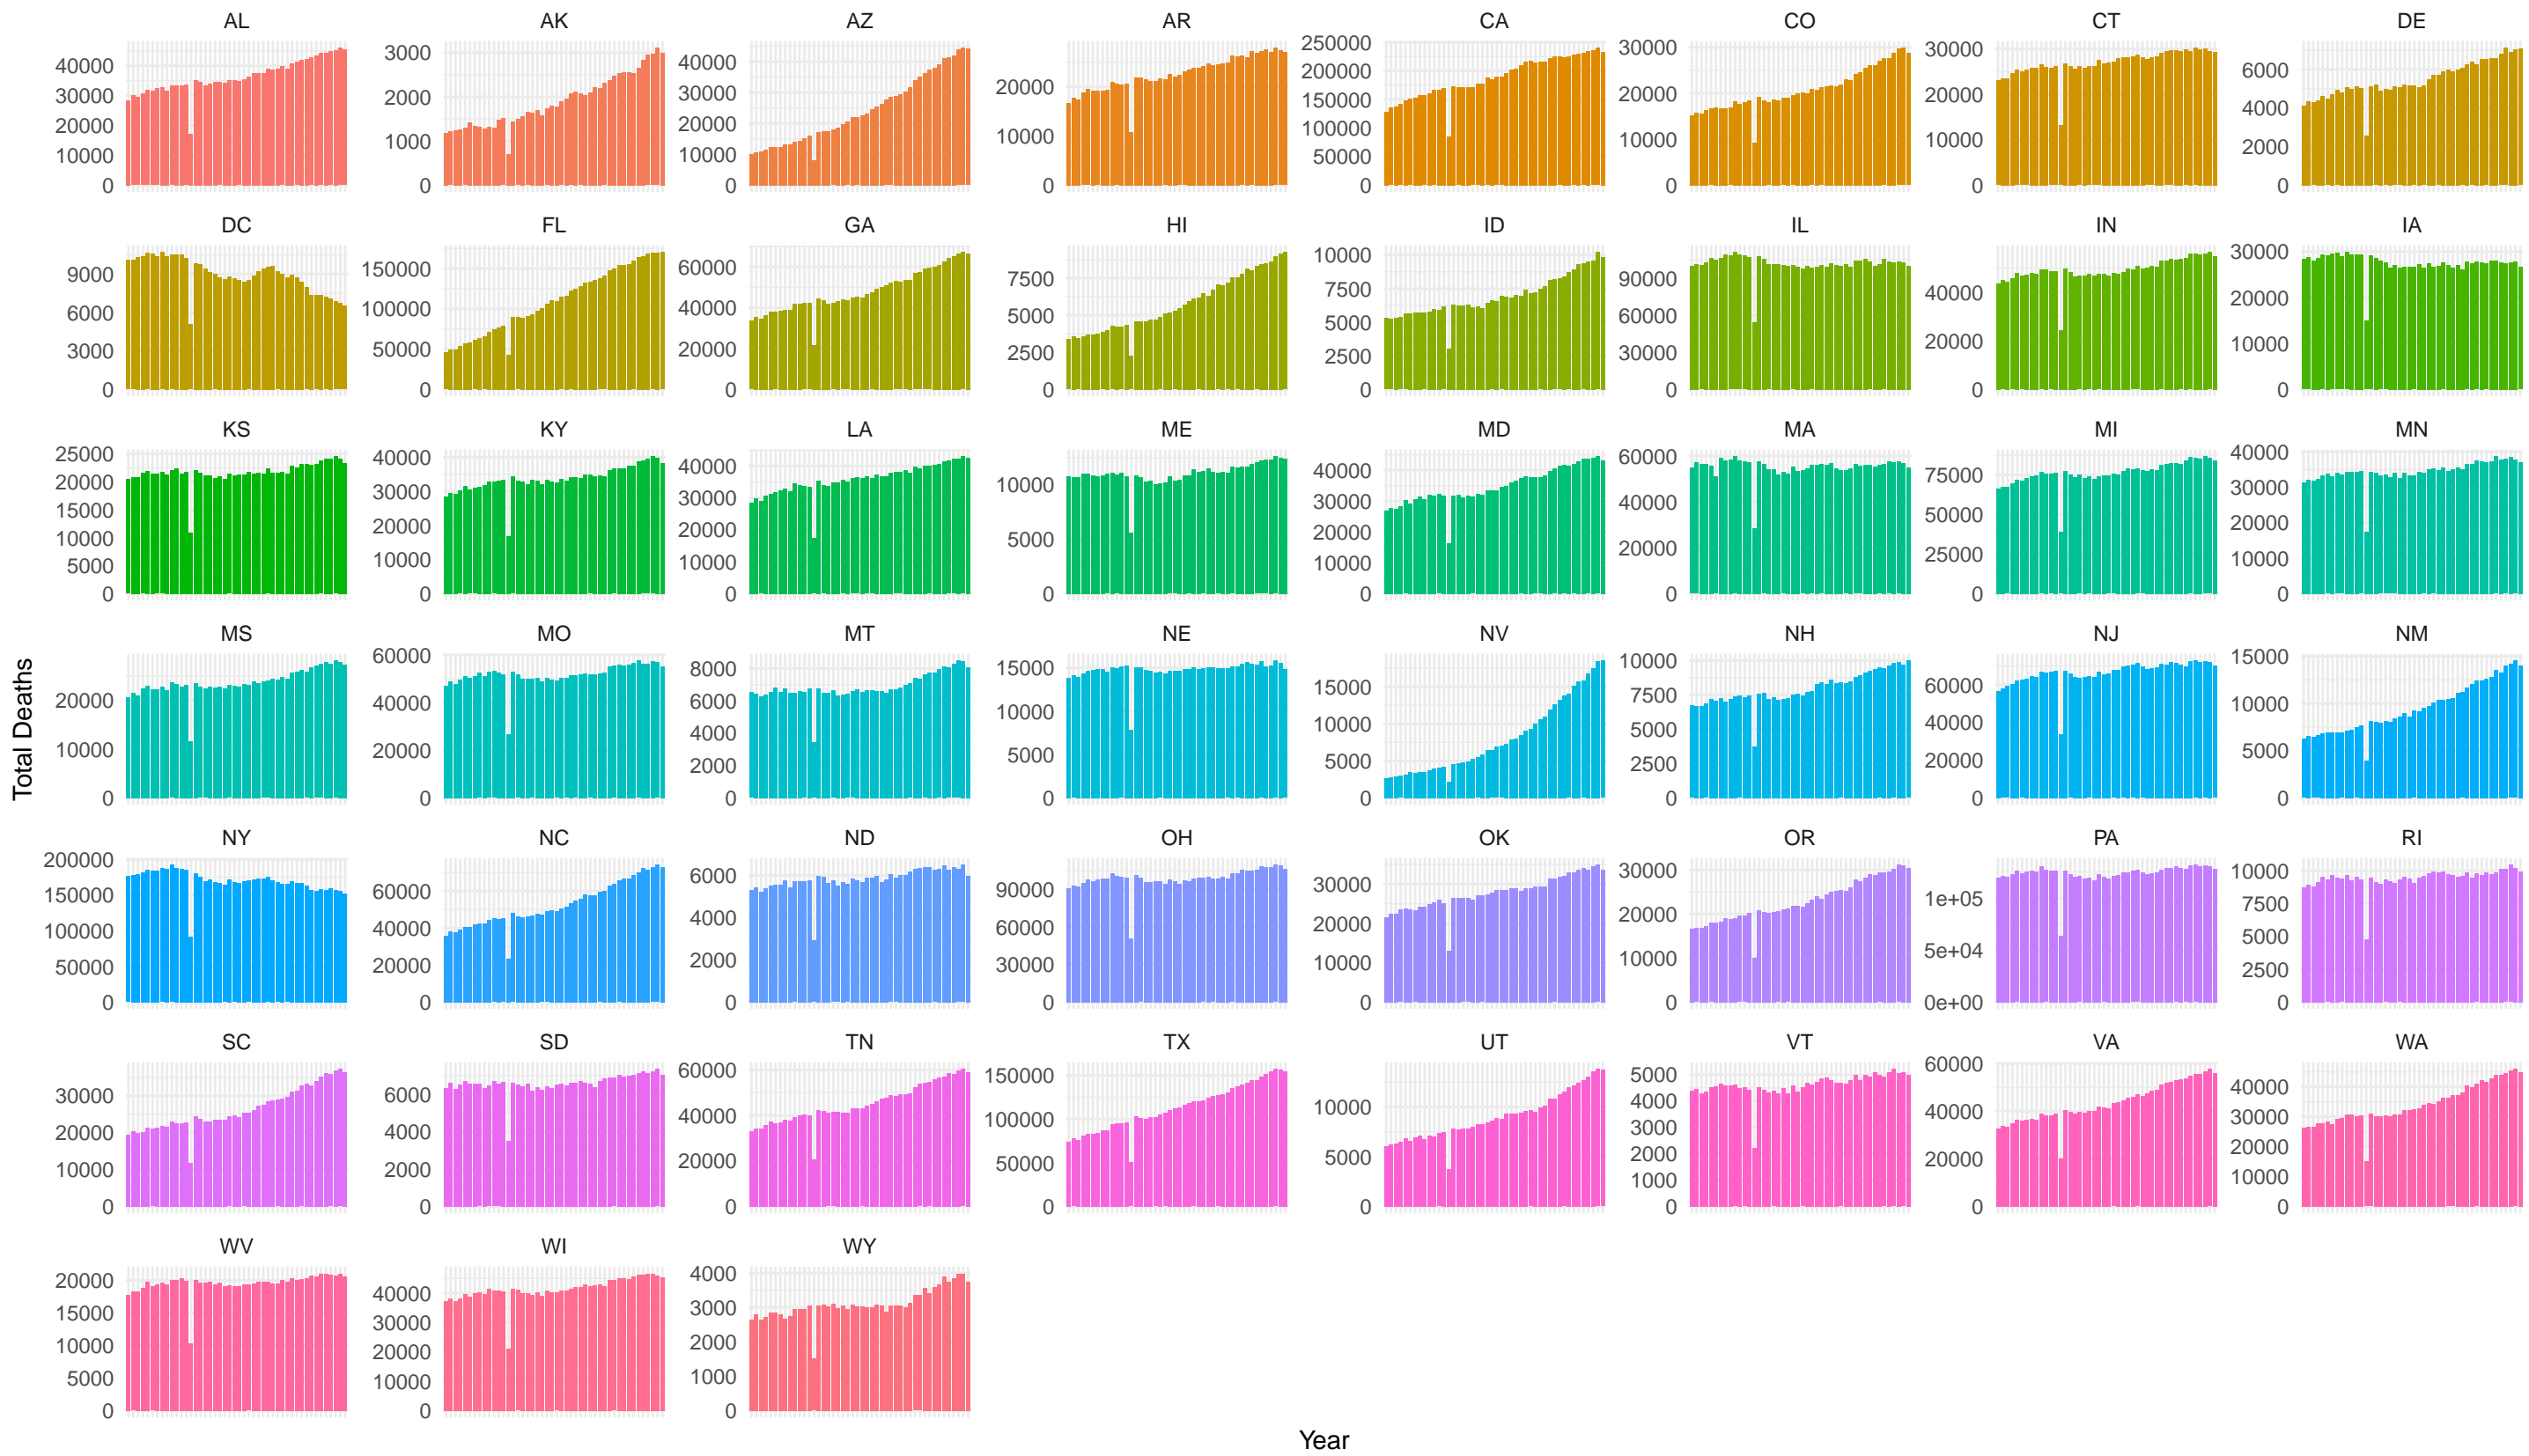 AL AK AZ AR CA CO CT DE
40000 30000 20000 10000 0
3000 2000 1000 0
40000 30000 20000 10000 0
20000 10000 0
250000 200000 150000 100000 50000 0
30000 20000 10000 0
30000 20000 10000 0
6000 4000 2000 0
DC FL GA HI ID IL IN IA
9000 6000 3000 0
150000 100000 50000 0
60000 40000 20000 0
7500 5000 2500 0
10000 7500 5000 2500 0
90000 60000 30000 0
40000 20000 0
30000 20000 10000 0
KS KY LA ME MD MA MI MN
25000 20000 15000 10000 5000 0
40000 30000 20000 10000 0
40000 30000 20000 10000 0
10000 5000 0
40000 30000 20000 10000 0
60000 40000 20000 0
75000 50000 25000 0
40000 30000 20000 10000 0
MS MO MT NE NV NH NJ NM
20000 10000 0
60000 40000 20000 0
8000 6000 4000 2000 0
15000 10000 5000 0
15000 10000 5000 0
10000 7500 5000 2500 0
60000 40000 20000 0
15000 10000 5000 0
Total Deaths
NY NC ND OH OK OR PA RI
200000 150000 100000 50000 0
60000 40000 20000 0
6000 4000 2000 0
90000 60000 30000 0
30000 20000 10000 0
30000 20000 10000 0
1e+05 5e+04 0e+00
10000 7500 5000 2500 0
SC SD TN TX UT VT VA WA
30000 20000 10000 0
6000 4000 2000 0
60000 40000 20000 0
150000 100000 50000 0
10000 5000 0
5000 4000 3000 2000 1000 0
60000 40000 20000 0
40000 30000 20000 10000 0
WV WI WY
20000 15000 10000 5000 0
40000 30000 20000 10000 0
4000 3000 2000 1000 0
Year